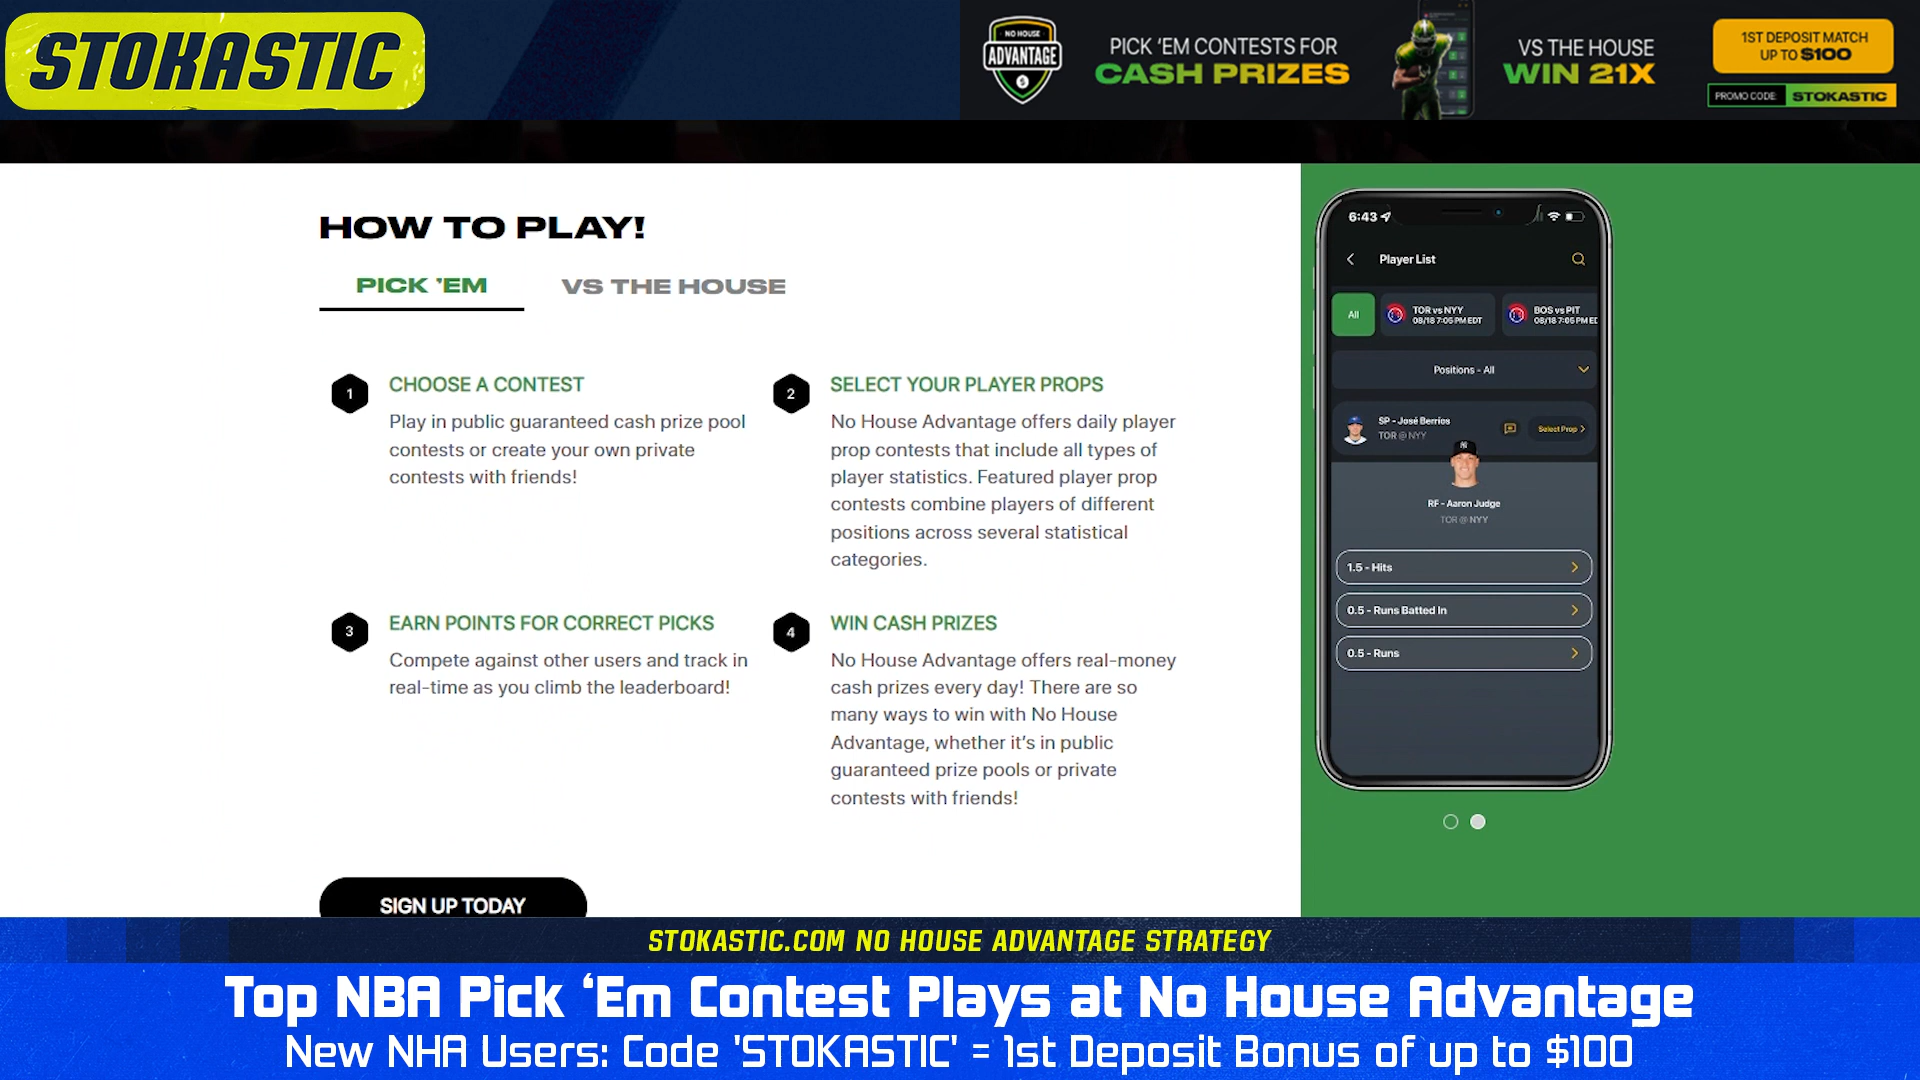 STOKASTIC
NO HOUSE
ADVANTAGE
PICK ‘EM CONTESTS FOR
CASH PRIZES
VS THE HOUSE
WIN 21X
1ST DEPOSIT MATCH
UP TO $100
PROMO CODE: STOKASTIC
HOW TO PLAY!
PICK 'EM
VS THE HOUSE
1
CHOOSE A CONTEST
Play in public guaranteed cash prize pool
contests or create your own private
contests with friends!
2
SELECT YOUR PLAYER PROPS
No House Advantage offers daily player
prop contests that include all types of
player statistics. Featured player prop
contests combine players of different
positions across several statistical
categories.
3
EARN POINTS FOR CORRECT PICKS
Compete against other users and track in
real-time as you climb the leaderboard!
4
WIN CASH PRIZES
No House Advantage offers real-money
cash prizes every day! There are so
many ways to win with No House
Advantage, whether it’s in public
guaranteed prize pools or private
contests with friends!
SIGN UP TODAY
6:43
Player List
All
TOR vs NYY
08/18 7:05 PM EDT
BOS vs PIT
08/18 7:05 PM ED
Positions - All
SP - José Berríos
TOR @ NYY
Select Prop
RF - Aaron Judge
TOR @ NYY
1.5 - Hits
0.5 - Runs Batted In
0.5 - Runs
STOKASTIC.COM NO HOUSE ADVANTAGE STRATEGY
Top NBA Pick ‘Em Contest Plays at No House Advantage
New NHA Users: Code 'STOKASTIC' = 1st Deposit Bonus of up to $100